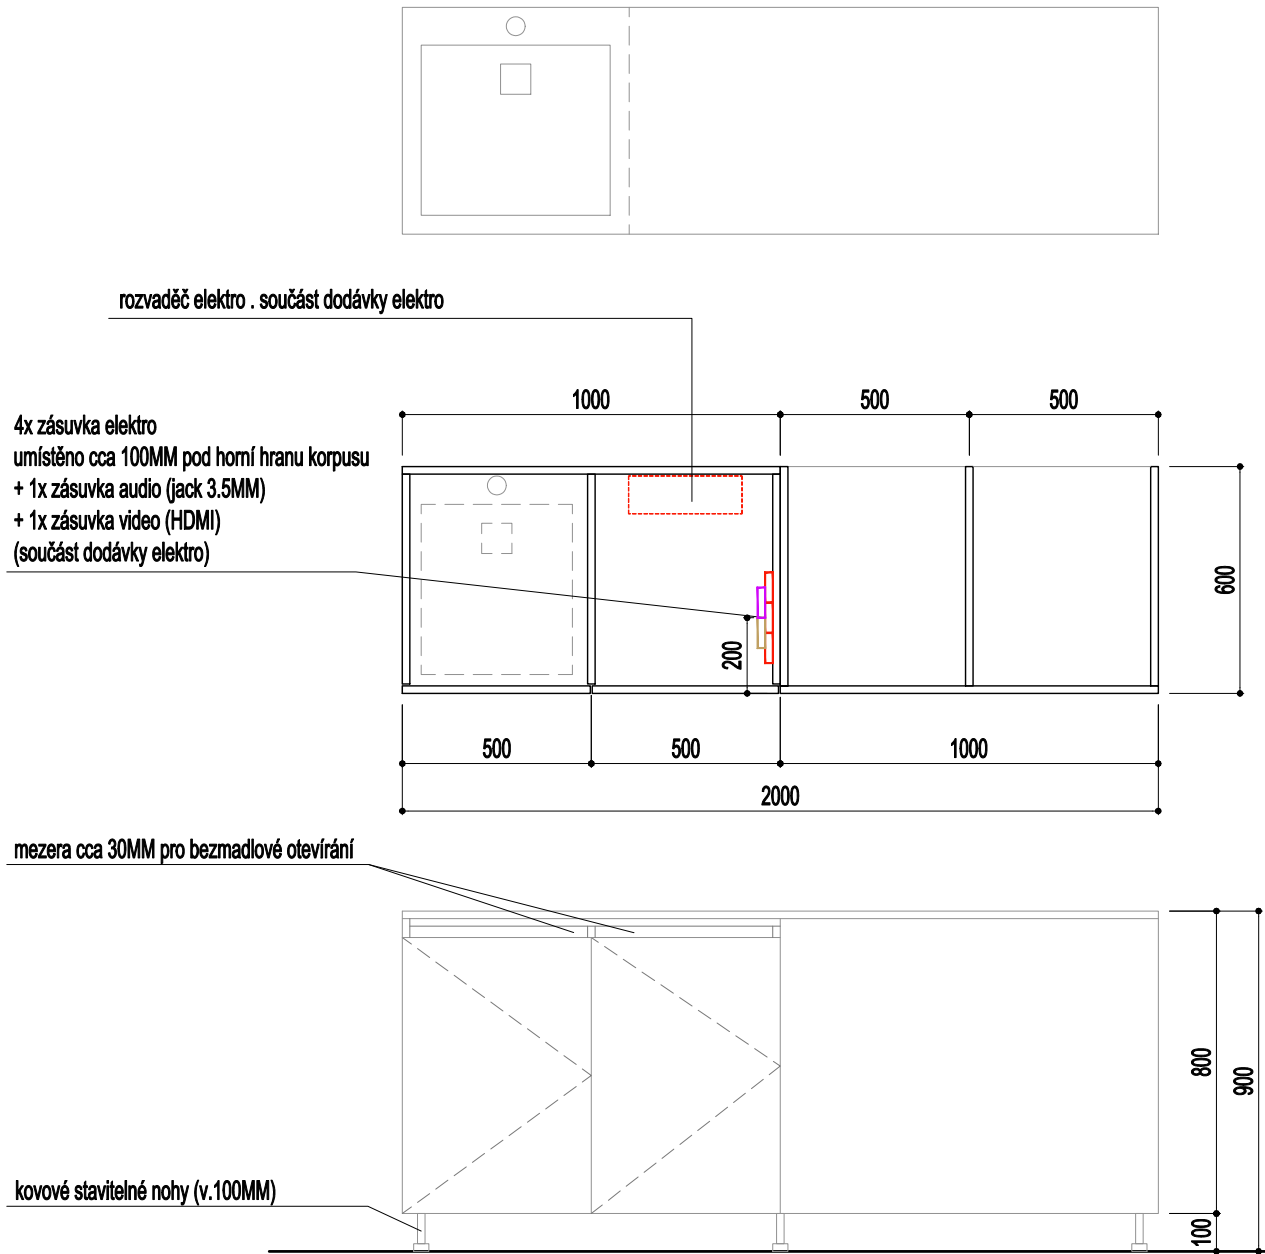 rozvaděč elektro . součást dodávky elektro
1000
500
500
4x zásuvka elektro
umístěno cca 100MM pod horní hranu korpusu
+ 1x zásuvka audio (jack 3.5MM)
+ 1x zásuvka video (HDMI)
(součást dodávky elektro)
600
200
500
500
1000
2000
mezera cca 30MM pro bezmadlové otevírání
800
900
kovové stavitelné nohy (v.100MM)
100